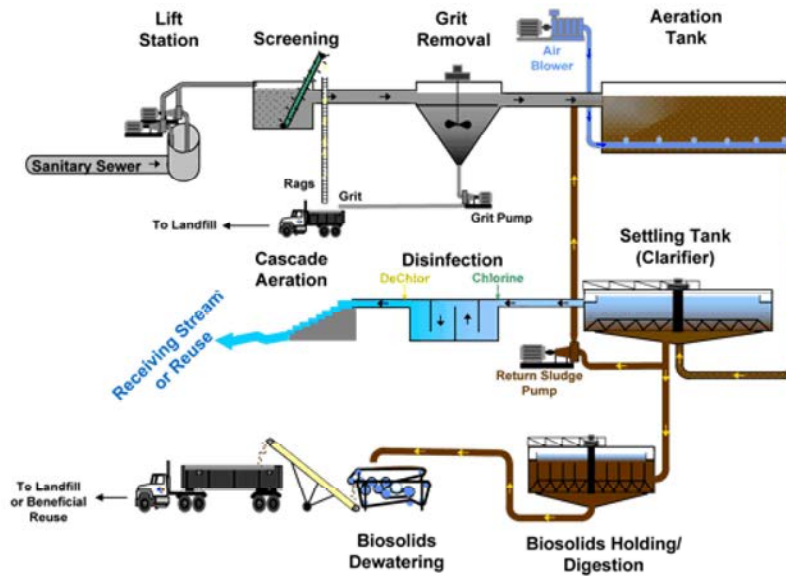 Lift
Station
Screening
Grit
Removal
Aeration
Tank
Air
Blower
Sanitary Sewer
Rags
Grit
Grit Pump
To Landfill
Settling Tank
(Clarifier)
Cascade
Aeration
Disinfection
DeChlor
Chlorine
Receiving Stream
or Reuse
Return Sludge
Pump
To Landfill
or Beneficial
Reuse
Biosolids
Dewatering
Biosolids Holding/
Digestion